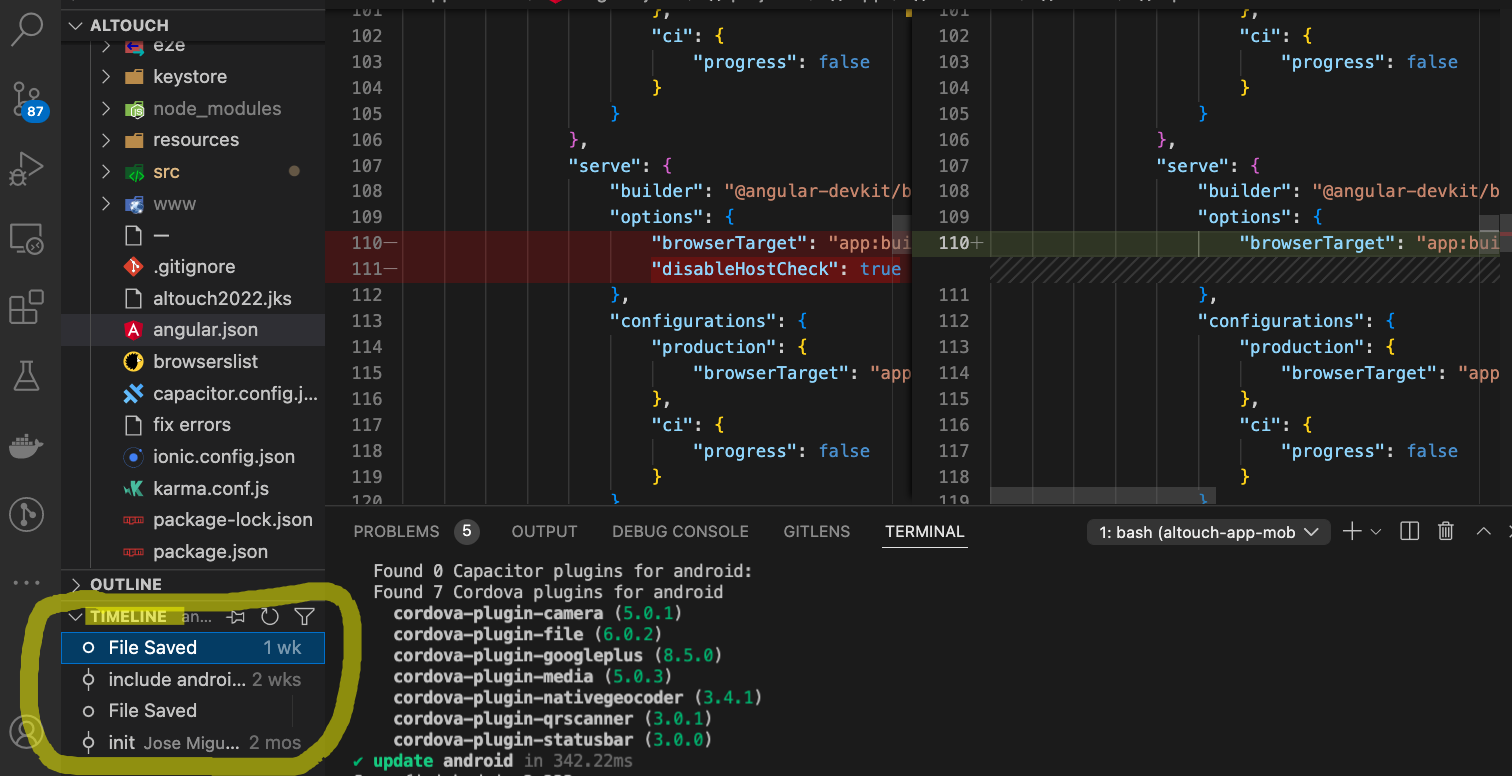 ALTOUCH
e2e
keystore
node_modules
resources
src
www
—
.gitignore
altouch2022.jks
angular.json
browserslist
capacitor.config.j...
fix errors
ionic.config.json
karma.conf.js
package-lock.json
package.json
87
OUTLINE
TIMELINE an...
File Saved 1 wk
include androi... 2 wks
File Saved
init Jose Migu... 2 mos
101 },
102 "ci": {
103 "progress": false
104 }
105 }
106 },
107 "serve": {
108 "builder": "@angular-devkit/b
109 "options": {
110— "browserTarget": "app:bui
111— "disableHostCheck": true
112 },
113 "configurations": {
114 "production": {
115 "browserTarget": "app
116 },
117 "ci": {
118 "progress": false
119 }
120 }
101 },
102 "ci": {
103 "progress": false
104 }
105 }
106 },
107 "serve": {
108 "builder": "@angular-devkit/b
109 "options": {
110+ "browserTarget": "app:bui
111 },
112 "configurations": {
113 "production": {
114 "browserTarget": "app
115 },
116 "ci": {
117 "progress": false
118 }
119 }
PROBLEMS 5 OUTPUT DEBUG CONSOLE GITLENS TERMINAL 1: bash (altouch-app-mob
Found 0 Capacitor plugins for android:
Found 7 Cordova plugins for android
cordova-plugin-camera (5.0.1)
cordova-plugin-file (6.0.2)
cordova-plugin-googleplus (8.5.0)
cordova-plugin-media (5.0.3)
cordova-plugin-nativegeocoder (3.4.1)
cordova-plugin-qrscanner (3.0.1)
cordova-plugin-statusbar (3.0.0)
✔ update android in 342.22ms